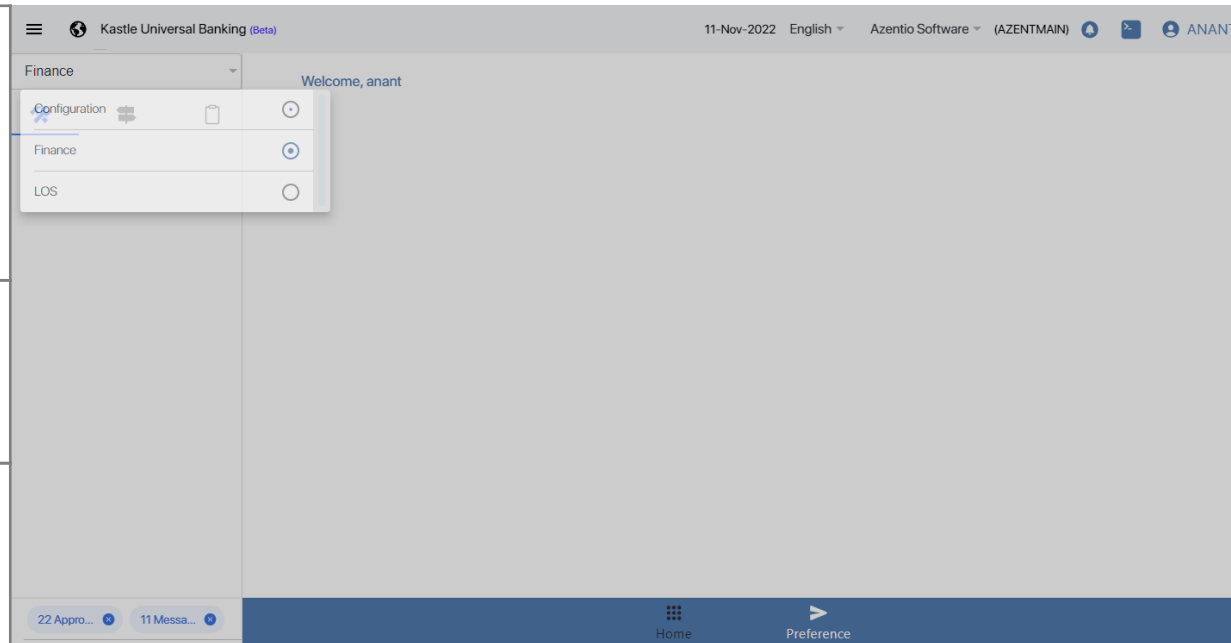 Kastle Universal Banking (Beta) 11-Nov-2022 English Azentio Software (AZENTMAIN) ANANT
Finance
Welcome, anant
Configuration
Finance
LOS
22 Appro... 11 Messa...
Home Preference